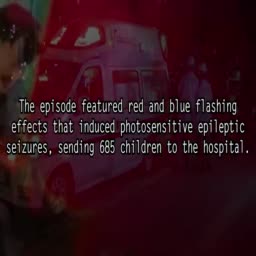 The episode featured red and blue flashing
effects that induced photosensitive epileptic
seizures, sending 685 children to the hospital.